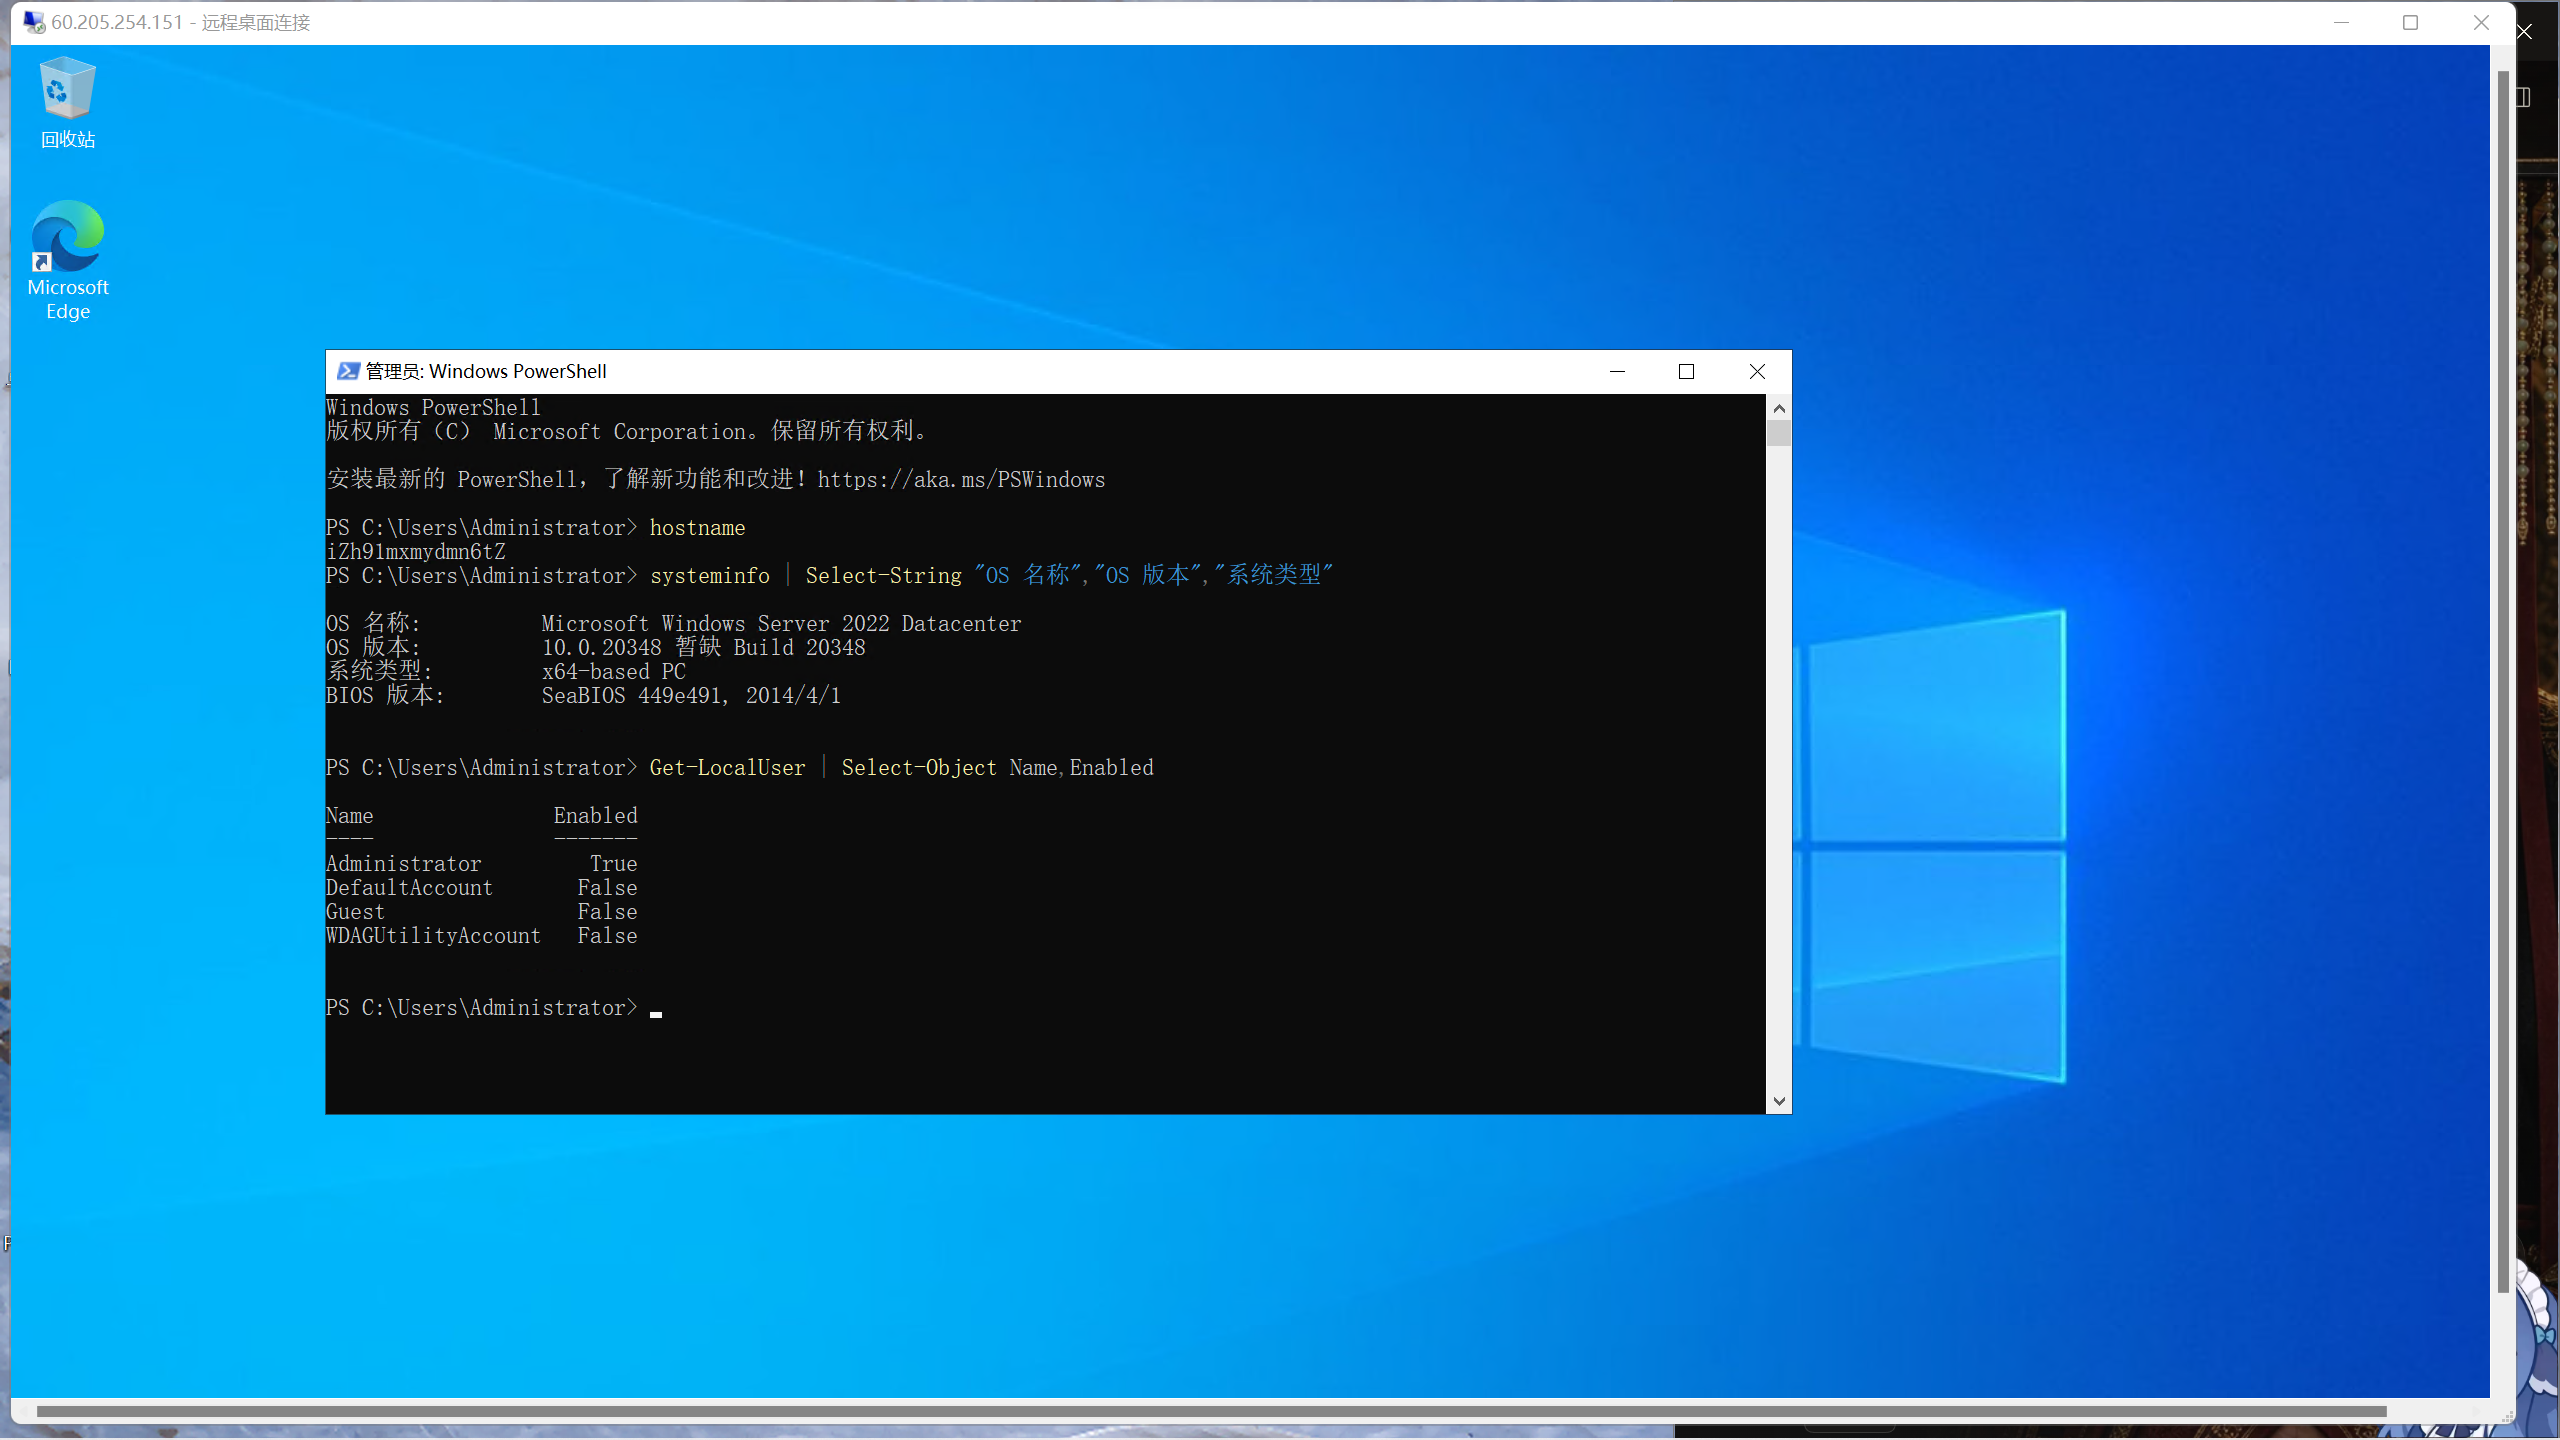 60.205.254.151 - 远程桌面连接
回收站
Microsoft
Edge
管理员: Windows PowerShell
Windows PowerShell
版权所有（C） Microsoft Corporation。保留所有权利。
安装最新的 PowerShell，了解新功能和改进！https://aka.ms/PSWindows
PS C:\Users\Administrator> hostname
iZh91mxmydmn6tZ
PS C:\Users\Administrator> systeminfo | Select-String "OS 名称","OS 版本","系统类型"
OS 名称:          Microsoft Windows Server 2022 Datacenter
OS 版本:          10.0.20348 暂缺 Build 20348
系统类型:         x64-based PC
BIOS 版本:        SeaBIOS 449e491, 2014/4/1
PS C:\Users\Administrator> Get-LocalUser | Select-Object Name,Enabled
Name               Enabled
----               -------
Administrator         True
DefaultAccount       False
Guest                False
WDAGUtilityAccount   False
PS C:\Users\Administrator>